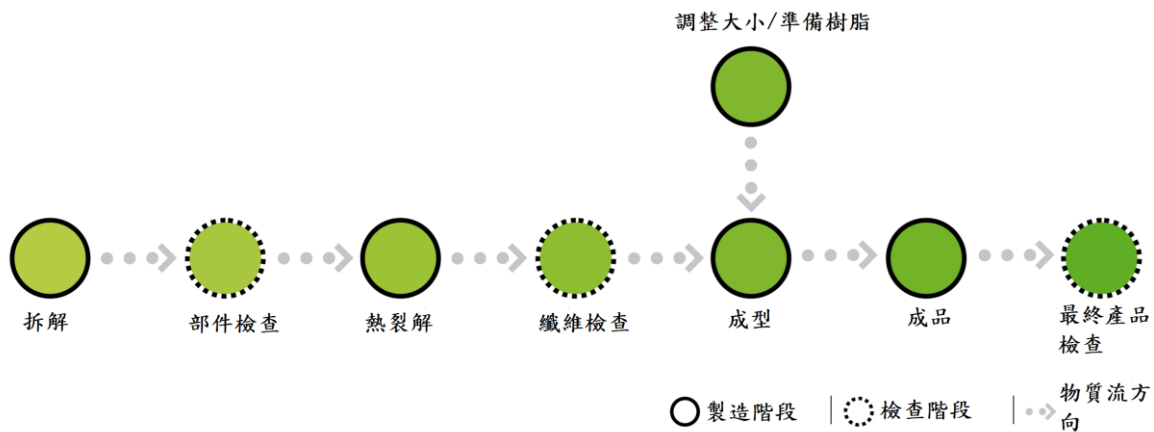 調整大小/準備樹脂
拆解
部件檢查
熱裂解
纖維檢查
成型
成品
最終產品
檢查
製造階段
檢查階段
物質流方
向